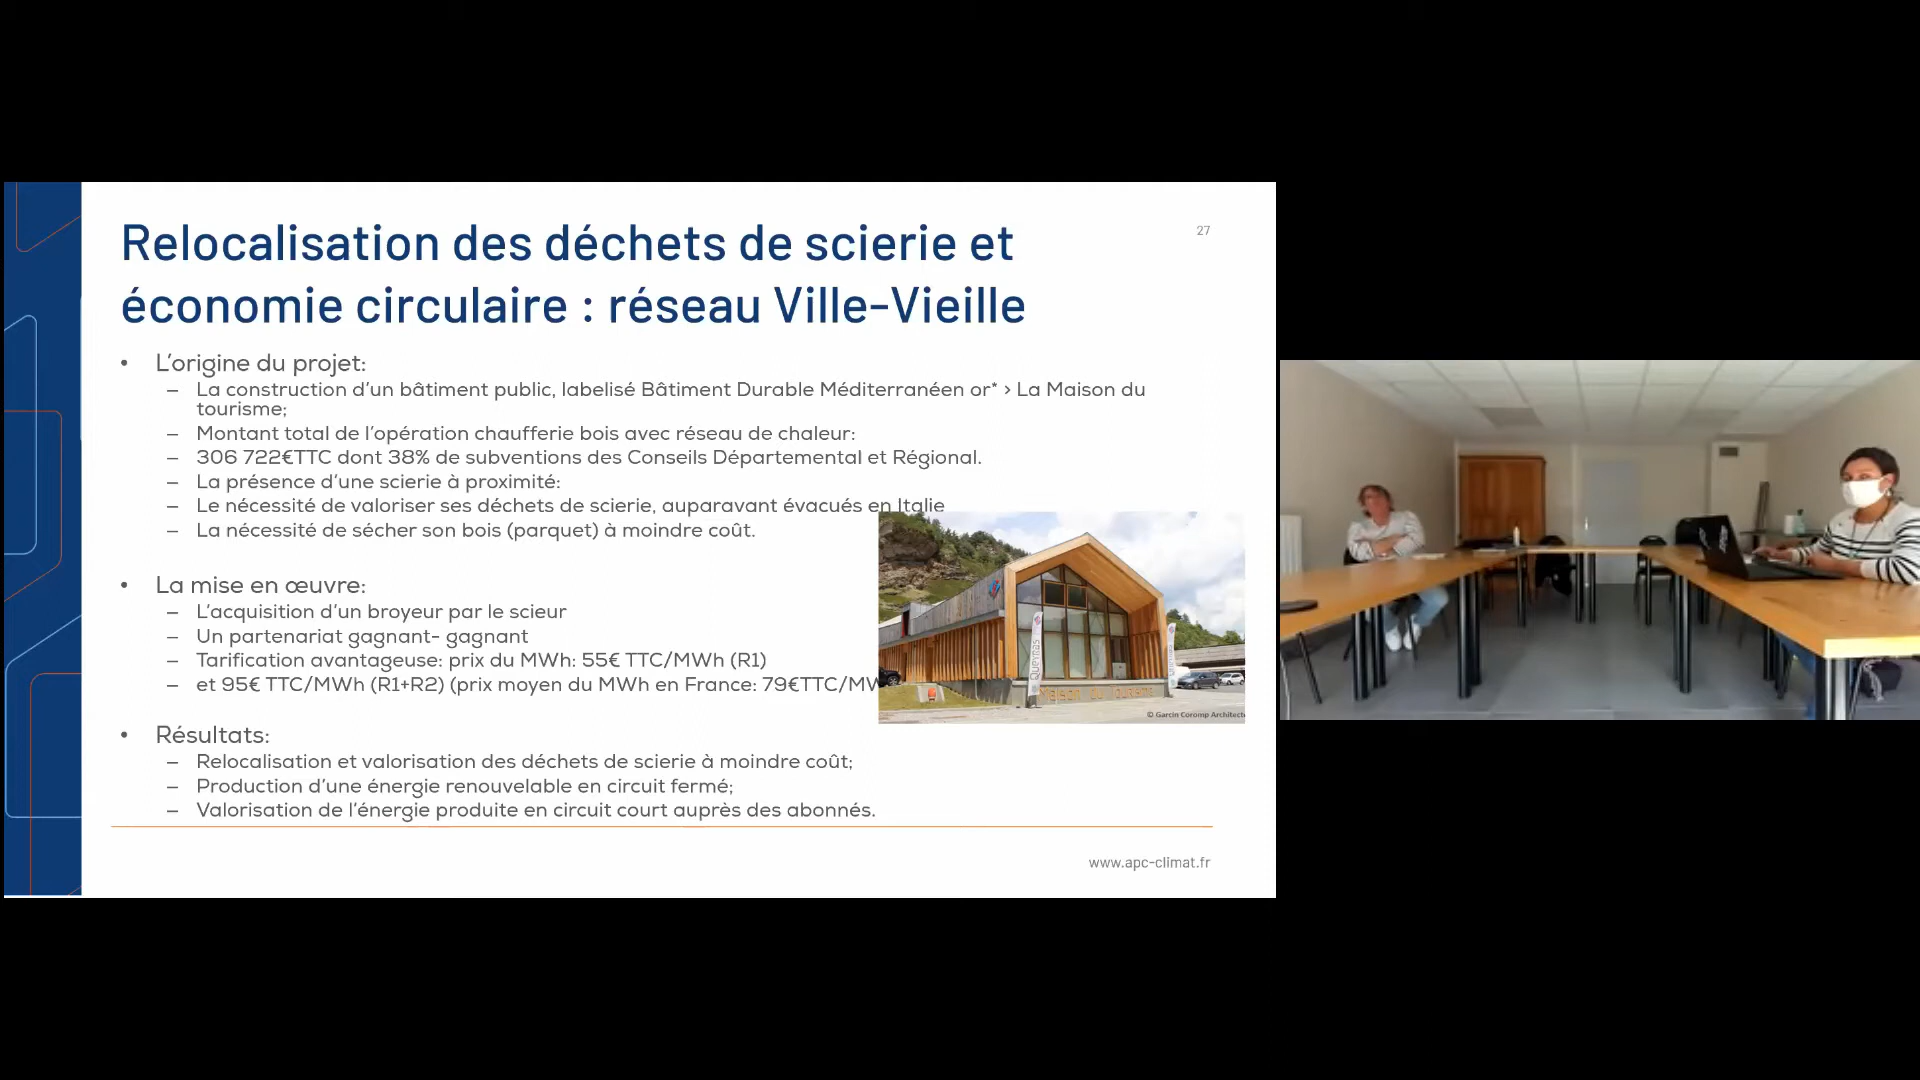 Relocalisation des déchets de scierie et
économie circulaire : réseau Ville-Vieille
27
• L'origine du projet:
– La construction d'un bâtiment public, labelisé Bâtiment Durable Méditerranéen or* > La Maison du
tourisme;
– Montant total de l'opération chaufferie bois avec réseau de chaleur:
– 306 722€TTC dont 38% de subventions des Conseils Départemental et Régional.
– La présence d'une scierie à proximité:
– Le nécessité de valoriser ses déchets de scierie, auparavant évacués en Italie
– La nécessité de sécher son bois (parquet) à moindre coût.
• La mise en œuvre:
– L'acquisition d'un broyeur par le scieur
– Un partenariat gagnant- gagnant
– Tarification avantageuse: prix du MWh: 55€ TTC/MWh (R1)
– et 95€ TTC/MWh (R1+R2) (prix moyen du MWh en France: 79€TTC/MW
QUEYRAS
MAISON DU TOURISME
© Garcin Coromp Architect
• Résultats:
– Relocalisation et valorisation des déchets de scierie à moindre coût;
– Production d'une énergie renouvelable en circuit fermé;
– Valorisation de l'énergie produite en circuit court auprès des abonnés.
www.apc-climat.fr